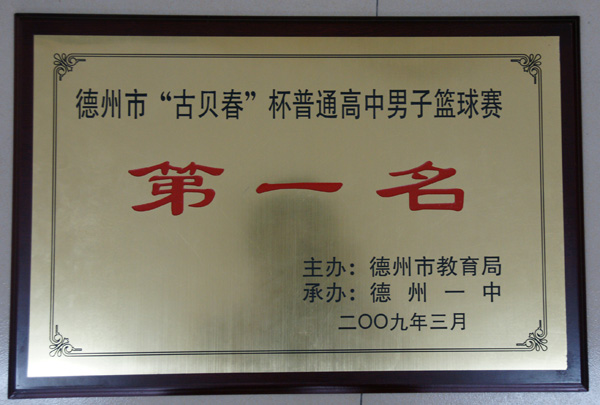 德州市“古贝春”杯普通高中男子篮球赛
第一名
主办：德州市教育局
承办：德州一中
二〇〇九年三月